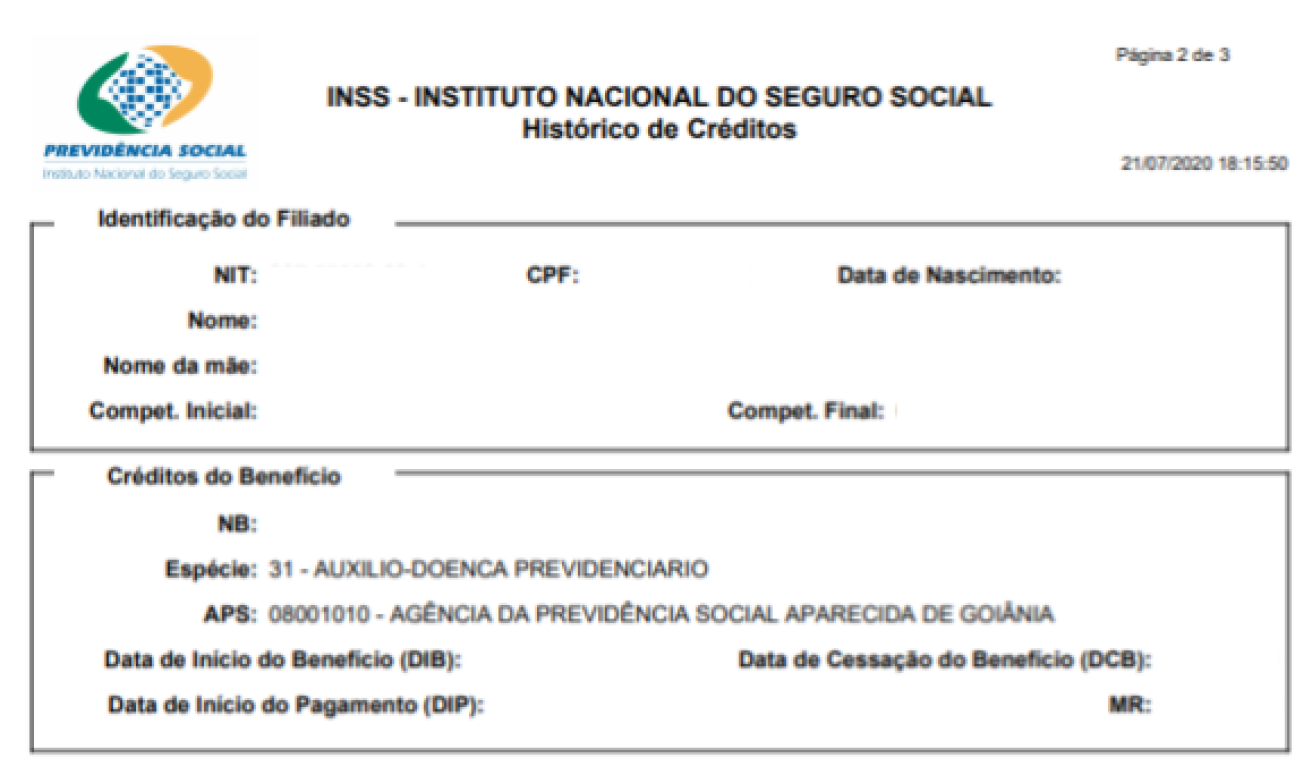 Página 2 de 3
INSS - INSTITUTO NACIONAL DO SEGURO SOCIAL
Histórico de Créditos
PREVIDÊNCIA SOCIAL
Instituto Nacional do Seguro Social
21/07/2020 18:15:50
Identificação do Filiado
NIT: CPF: Data de Nascimento:
Nome:
Nome da mãe:
Compet. Inicial: Compet. Final:
Créditos do Benefício
NB:
Espécie: 31 - AUXILIO-DOENCA PREVIDENCIARIO
APS: 08001010 - AGÊNCIA DA PREVIDÊNCIA SOCIAL APARECIDA DE GOIÂNIA
Data de Início do Benefício (DIB): Data de Cessação do Benefício (DCB):
Data de Início do Pagamento (DIP): MR: